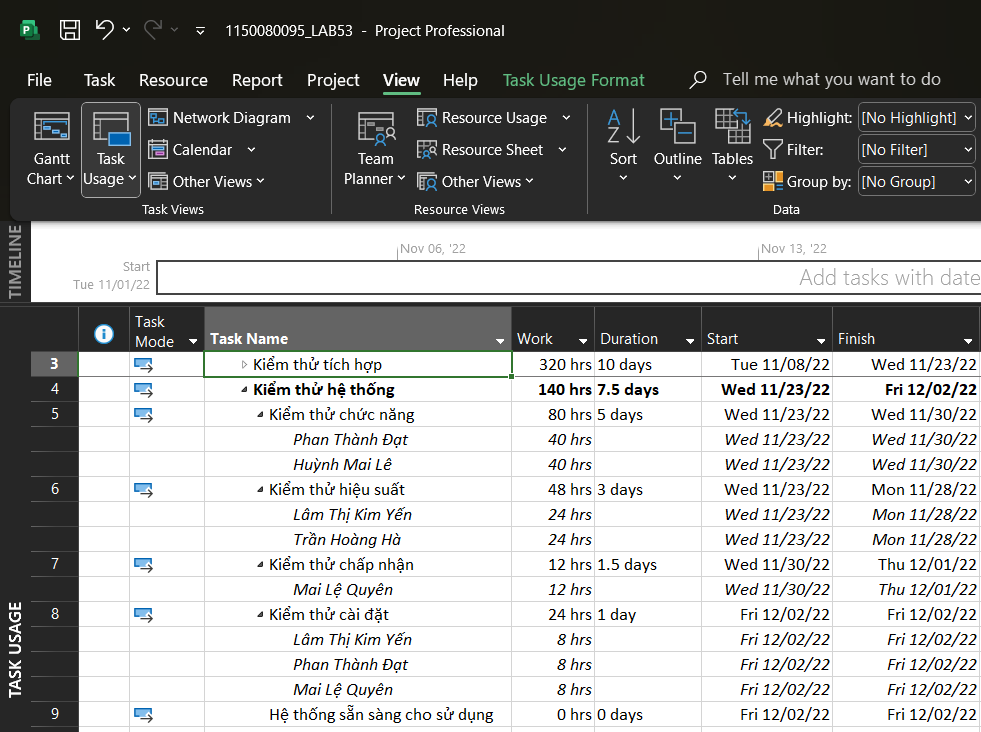 1150080095_LAB53 - Project Professional
File Task Resource Report Project View Help Task Usage Format Tell me what you want to do
Gantt Chart
Task Usage
Network Diagram
Calendar
Other Views
Task Views
Team Planner
Resource Usage
Resource Sheet
Other Views
Resource Views
Sort
Outline
Tables
Highlight: [No Highlight]
Filter: [No Filter]
Group by: [No Group]
Data
TIMELINE
Nov 06, '22 Nov 13, '22
Start
Tue 11/01/22
Add tasks with date
TASK USAGE
Task Mode Task Name Work Duration Start Finish
3 Kiểm thử tích hợp 320 hrs 10 days Tue 11/08/22 Wed 11/23/22
4 Kiểm thử hệ thống 140 hrs 7.5 days Wed 11/23/22 Fri 12/02/22
5 Kiểm thử chức năng 80 hrs 5 days Wed 11/23/22 Wed 11/30/22
Phan Thành Đạt 40 hrs Wed 11/23/22 Wed 11/30/22
Huỳnh Mai Lê 40 hrs Wed 11/23/22 Wed 11/30/22
6 Kiểm thử hiệu suất 48 hrs 3 days Wed 11/23/22 Mon 11/28/22
Lâm Thị Kim Yến 24 hrs Wed 11/23/22 Mon 11/28/22
Trần Hoàng Hà 24 hrs Wed 11/23/22 Mon 11/28/22
7 Kiểm thử chấp nhận 12 hrs 1.5 days Wed 11/30/22 Thu 12/01/22
Mai Lệ Quyên 12 hrs Wed 11/30/22 Thu 12/01/22
8 Kiểm thử cài đặt 24 hrs 1 day Fri 12/02/22 Fri 12/02/22
Lâm Thị Kim Yến 8 hrs Fri 12/02/22 Fri 12/02/22
Phan Thành Đạt 8 hrs Fri 12/02/22 Fri 12/02/22
Mai Lệ Quyên 8 hrs Fri 12/02/22 Fri 12/02/22
9 Hệ thống sẵn sàng cho sử dụng 0 hrs 0 days Fri 12/02/22 Fri 12/02/22